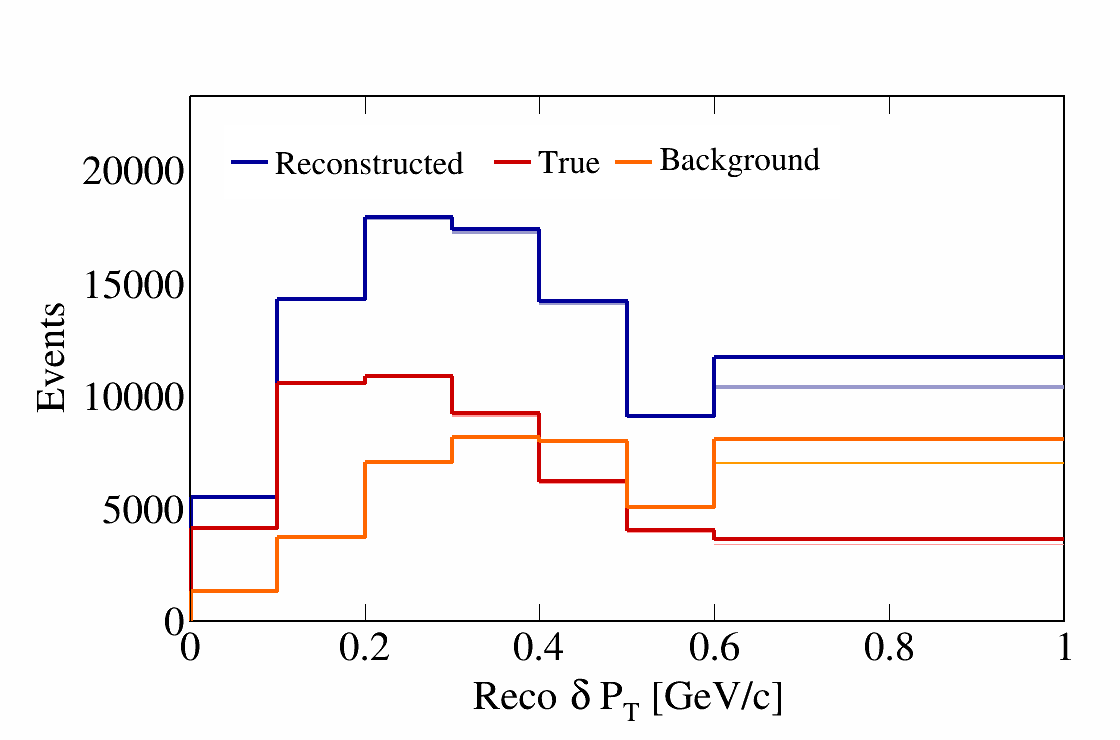 Reconstructed True Background
20000
15000
10000
5000
0
Events
0 0.2 0.4 0.6 0.8 1
Reco δ P_T [GeV/c]